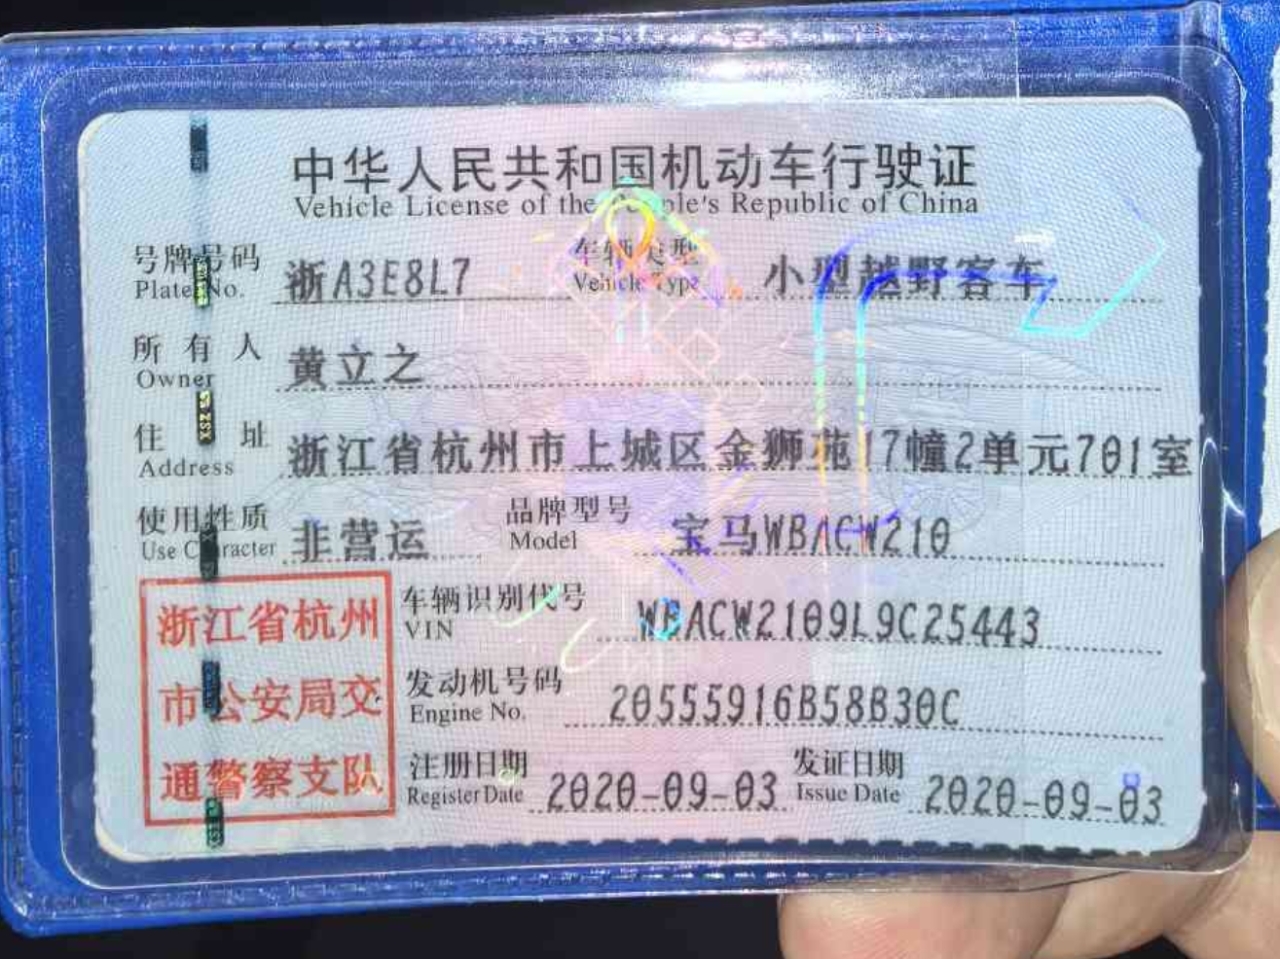 中华人民共和国机动车行驶证
Vehicle License of the People's Republic of China
号牌号码 浙A3E8L7 车辆类型 小型越野客车
Plate No. Vehicle Type
所有人 黄立之
Owner
住址 浙江省杭州市上城区金狮苑17幢2单元701室
Address
使用性质 非营运 品牌型号 宝马WBACW210
Use Character Model
浙江省杭州
市公安局交
通警察支队
车辆识别代号 WBACW2109L9C25443
VIN
发动机号码 20555916B58B30C
Engine No.
注册日期 2020-09-03 发证日期 2020-09-03
Register Date Issue Date